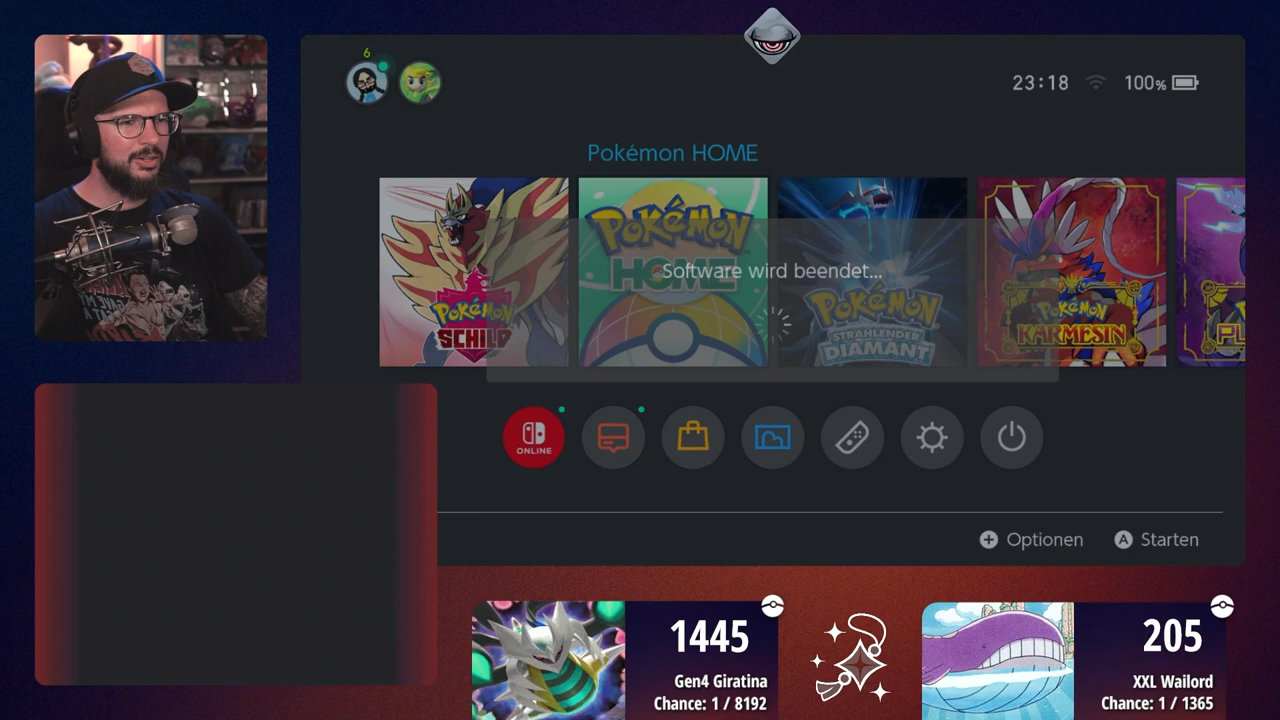 6
23:18
100%
Pokémon HOME
Pokémon
SCHILD
Pokémon
HOME
Pokémon
STRAHLENDER
DIAMANT
Pokémon
KARMESIN
Software wird beendet...
ONLINE
Optionen
A Starten
1445
Gen4 Giratina
Chance: 1 / 8192
205
XXL Wailord
Chance: 1 / 1365